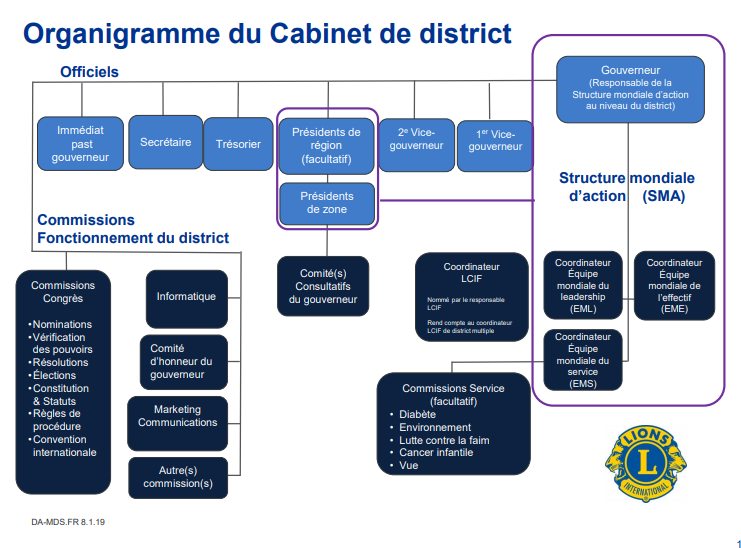 Organigramme du Cabinet de district
Officiels
Gouverneur
(Responsable de la
Structure mondiale d'action
au niveau du district)
Immédiat
past
gouverneur
Secrétaire
Trésorier
Présidents de
région
(facultatif)
2e Vice-
gouverneur
1er Vice-
gouverneur
Présidents
de zone
Structure mondiale
d'action (SMA)
Commissions
Fonctionnement du district
Commissions
Congrès
•Nominations
•Vérification
des pouvoirs
•Résolutions
•Élections
•Constitution
& Statuts
•Règles de
procédure
•Convention
internationale
Informatique
Comité
d'honneur du
gouverneur
Marketing
Communications
Autre(s)
commission(s)
Comité(s)
Consultatifs
du gouverneur
Coordinateur
LCIF
Nommé par le responsable
LCIF
Rend compte au coordinateur
LCIF de district multiple
Coordinateur
Équipe
mondiale du
leadership
(EML)
Coordinateur
Équipe
mondiale de
l'effectif
(EME)
Coordinateur
Équipe
mondiale du
service
(EMS)
Commissions Service
(facultatif)
• Diabète
• Environnement
• Lutte contre la faim
• Cancer infantile
• Vue
LIONS
L
INTERNATIONAL
DA-MDS.FR 8.1.19
1